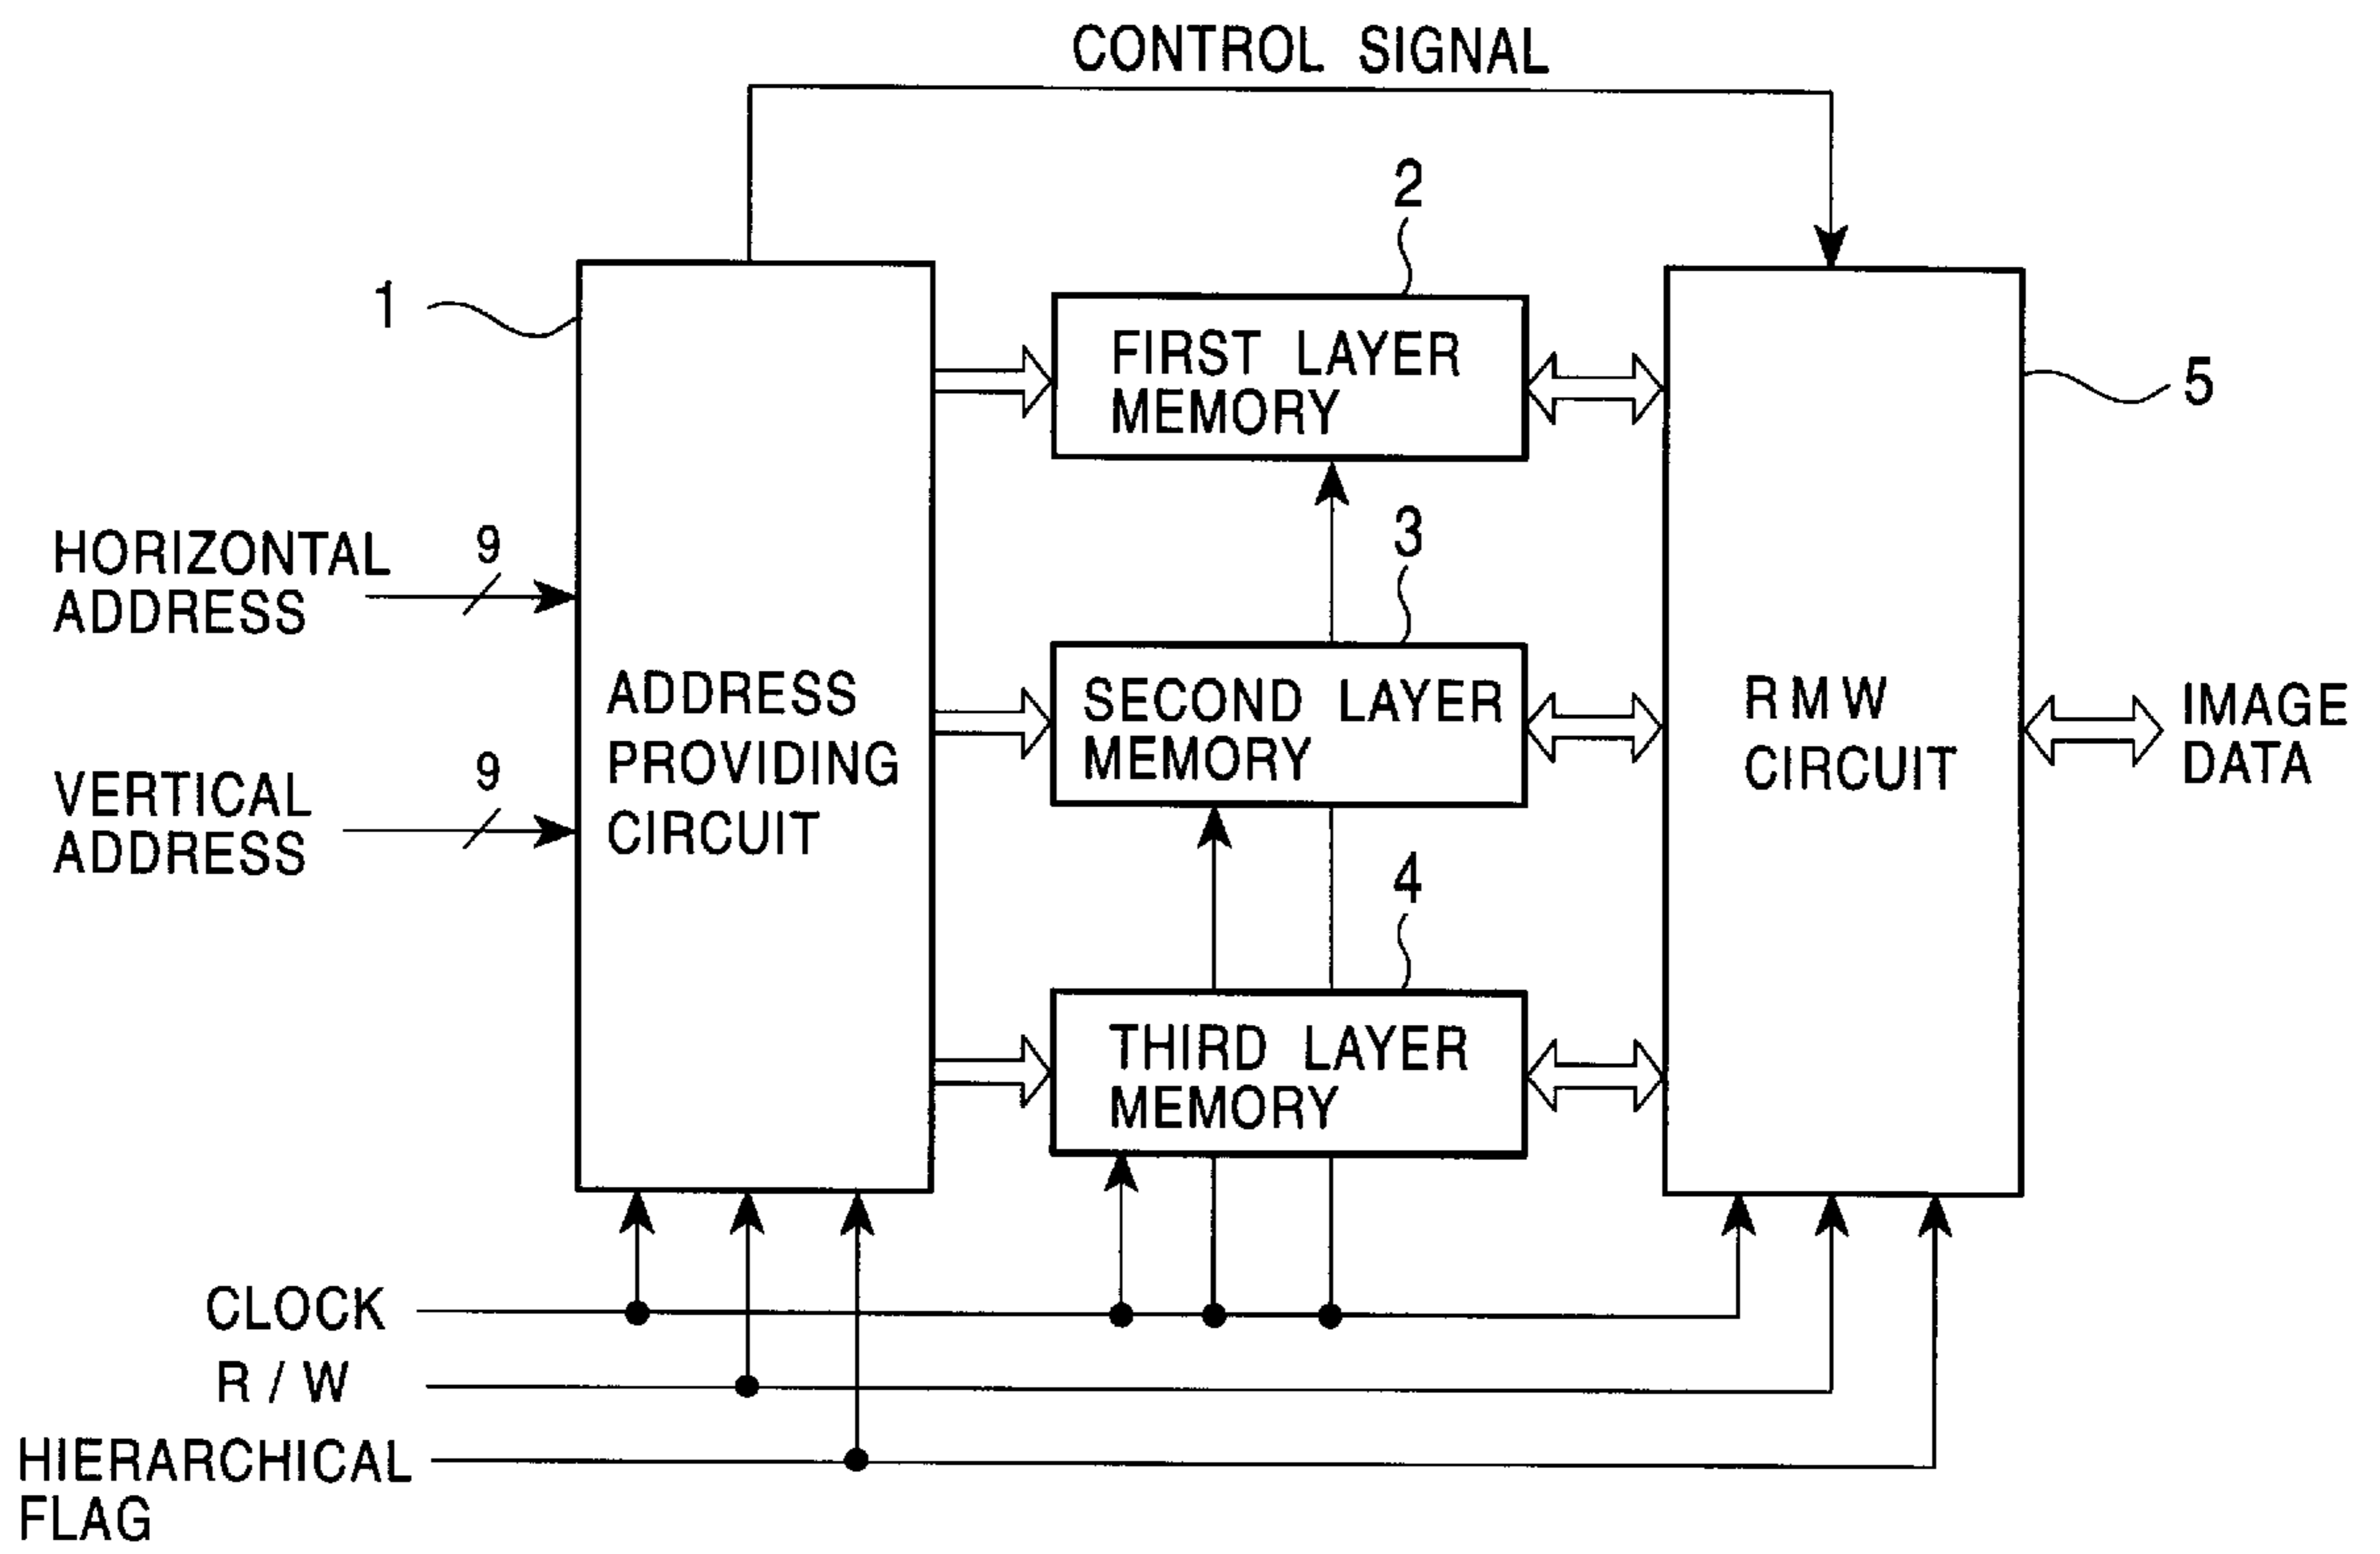 CONTROL SIGNAL
2
1
FIRST LAYER
MEMORY
5
HORIZONTAL
ADDRESS
9
3
VERTICAL
ADDRESS
9
ADDRESS
PROVIDING
CIRCUIT
SECOND LAYER
MEMORY
RMW
CIRCUIT
IMAGE
DATA
4
THIRD LAYER
MEMORY
CLOCK
R / W
HIERARCHICAL
FLAG